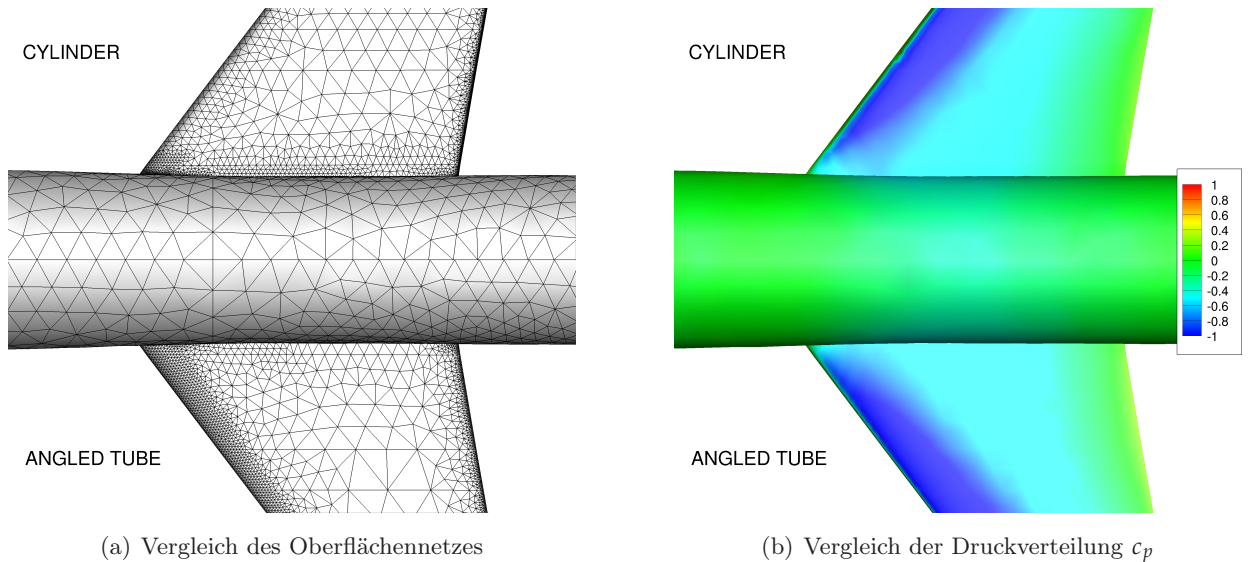 CYLINDER
CYLINDER
1
0.8
0.6
0.4
0.2
0
-0.2
-0.4
-0.6
-0.8
-1
ANGLED TUBE
ANGLED TUBE
(a) Vergleich des Oberflächennetzes
(b) Vergleich der Druckverteilung cₚ